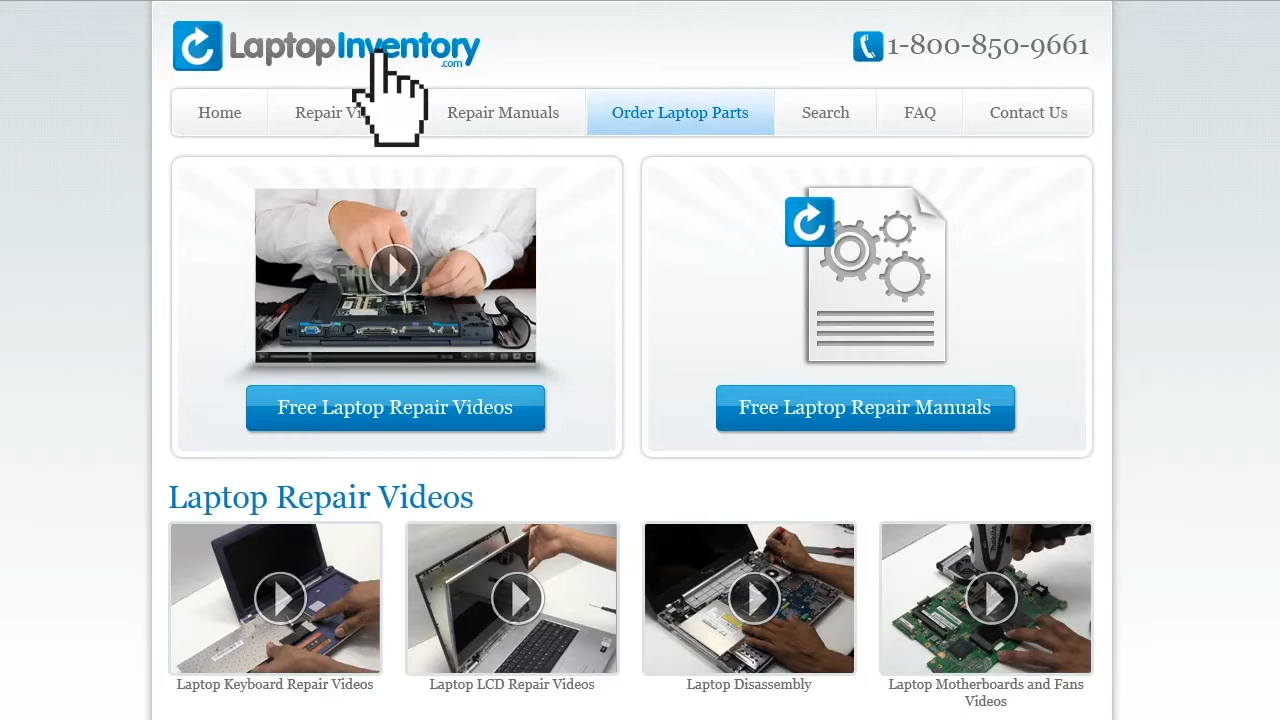 LaptopInventory
.com
1-800-850-9661
Home
Repair Vi
Repair Manuals
Order Laptop Parts
Search
FAQ
Contact Us
Free Laptop Repair Videos
Free Laptop Repair Manuals
Laptop Repair Videos
Laptop Keyboard Repair Videos
Laptop LCD Repair Videos
Laptop Disassembly
Laptop Motherboards and Fans
Videos